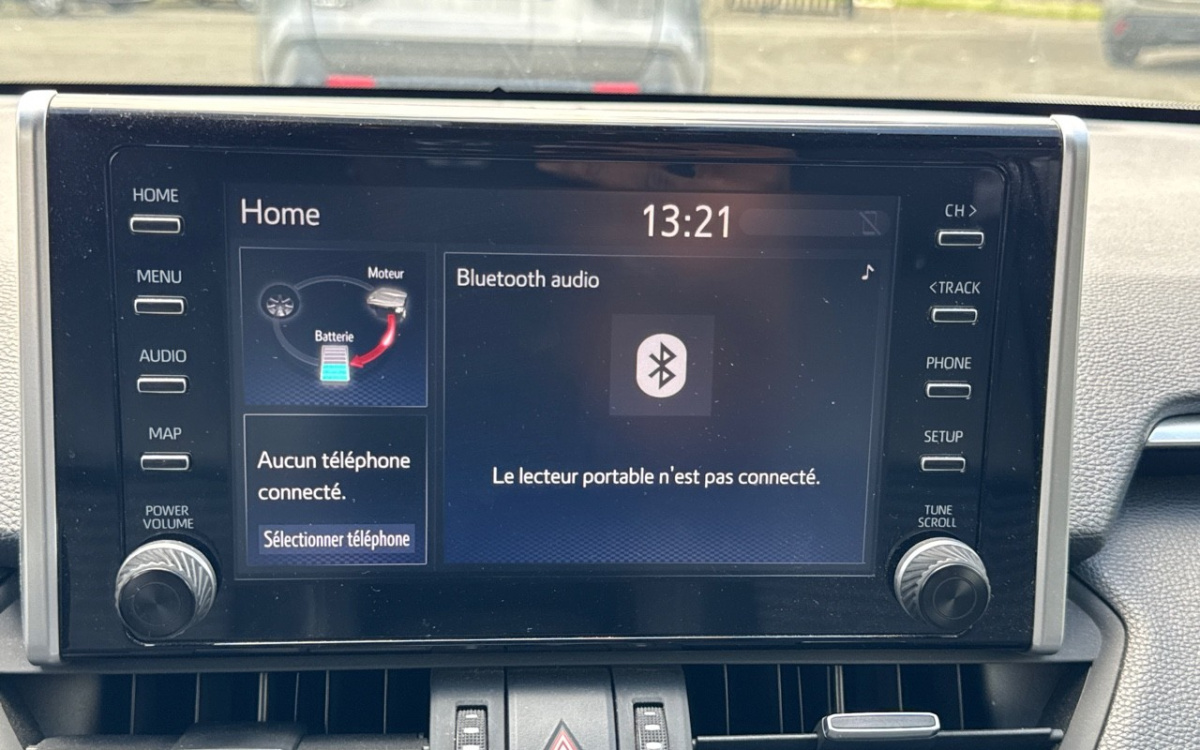 HOME
MENU
AUDIO
MAP
POWER
VOLUME
Home
13:21
Moteur
Batterie
Aucun téléphone
connecté.
Sélectionner téléphone
Bluetooth audio
Le lecteur portable n'est pas connecté.
CH >
<TRACK
PHONE
SETUP
TUNE
SCROLL